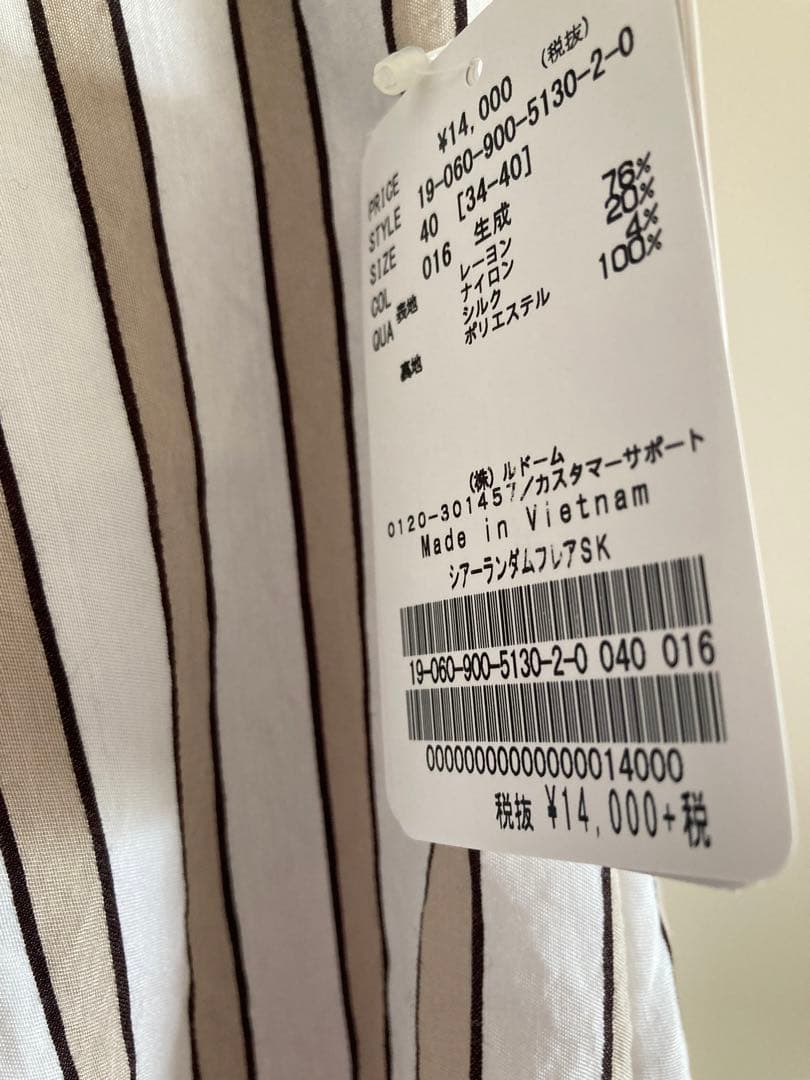 PRICE ¥14,000 (税抜)
STYLE 19-060-900-5130-2-0
SIZE 40 [34-40]
COL 016 生成
QUA 表地 レーヨン 76%
ナイロン 20%
シルク 4%
裏地 ポリエステル 100%
(株)ルドーム
0120-301457/カスタマーサポート
Made in Vietnam
シアーランダムフレアSK
19-060-900-5130-2-0 040 016
0000000000000014000
税抜 ¥14,000+税